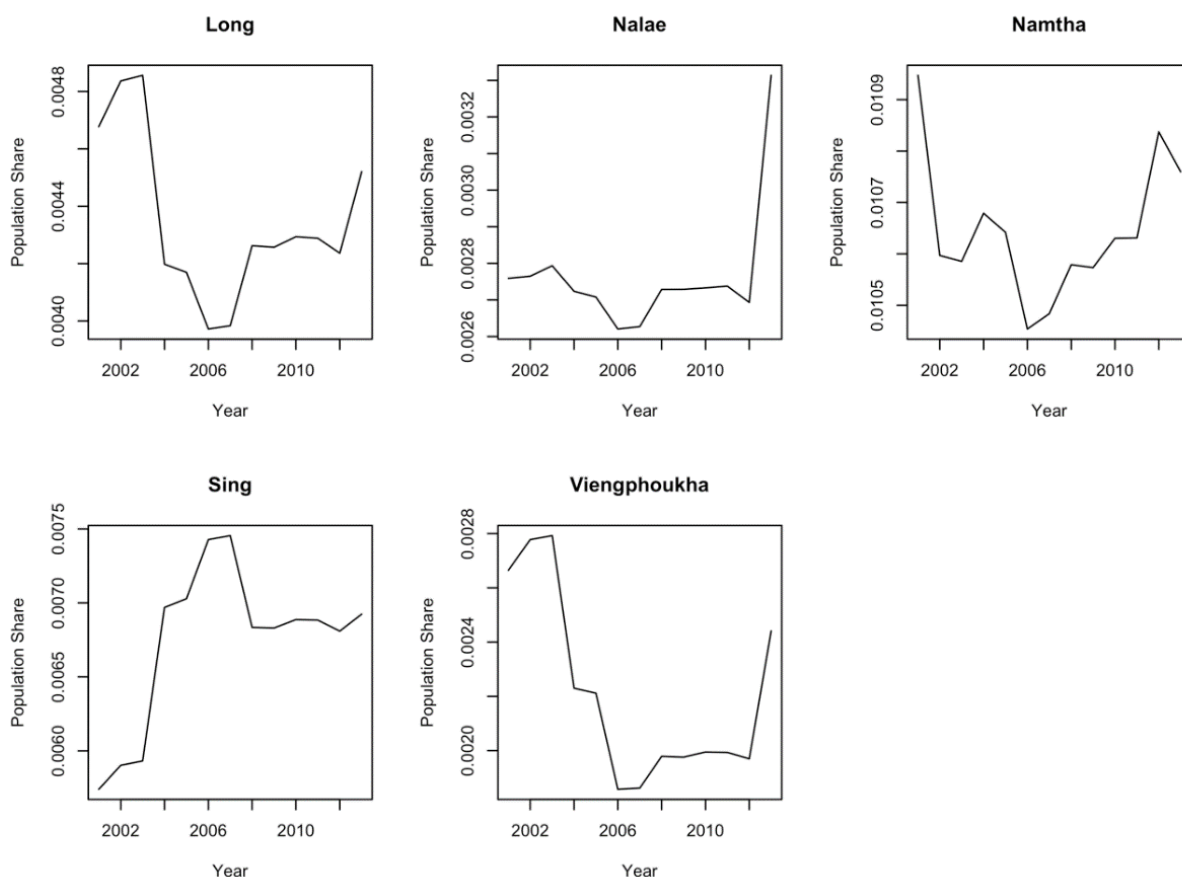 Long
Population Share
0.0040 0.0044 0.0048
2002 2006 2010
Year
Nalae
Population Share
0.0026 0.0028 0.0030 0.0032
2002 2006 2010
Year
Namtha
Population Share
0.0105 0.0107 0.0109
2002 2006 2010
Year
Sing
Population Share
0.0060 0.0065 0.0070 0.0075
2002 2006 2010
Year
Viengphoukha
Population Share
0.0020 0.0024 0.0028
2002 2006 2010
Year